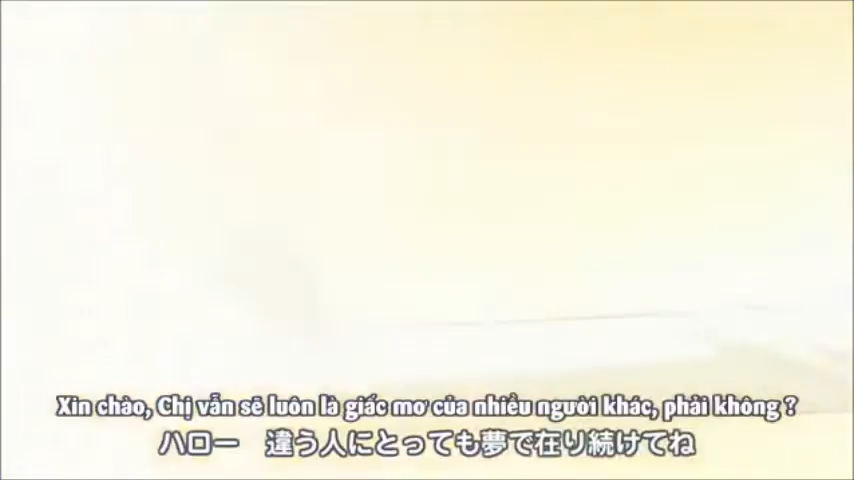 Xin chào, Chị vẫn sẽ luôn là giấc mơ của nhiều người khác, phải không ?
ハロー　違う人にとっても夢で在り続けてね